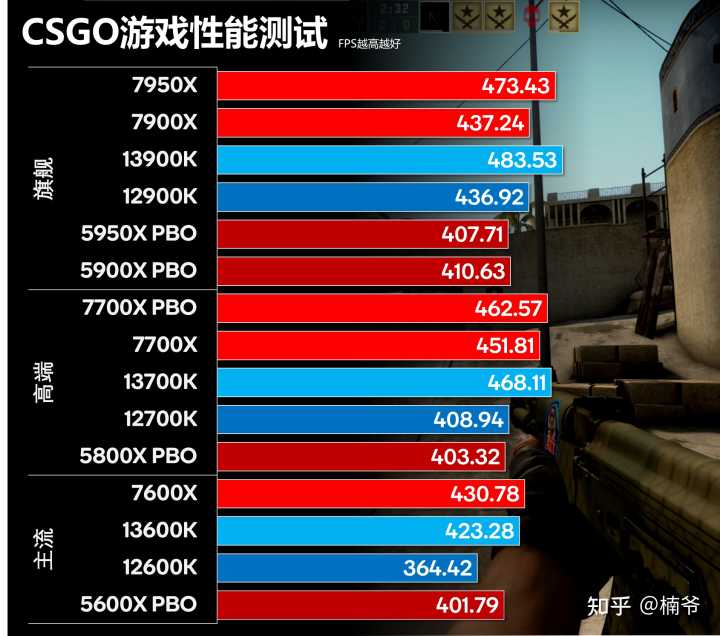 2:32
CSGO游戏性能测试 FPS越高越好
旗舰
7950X 473.43
7900X 437.24
13900K 483.53
12900K 436.92
5950X PBO 407.71
5900X PBO 410.63
高端
7700X PBO 462.57
7700X 451.81
13700K 468.11
12700K 408.94
5800X PBO 403.32
主流
7600X 430.78
13600K 423.28
12600K 364.42
5600X PBO 401.79
知乎 @楠爷